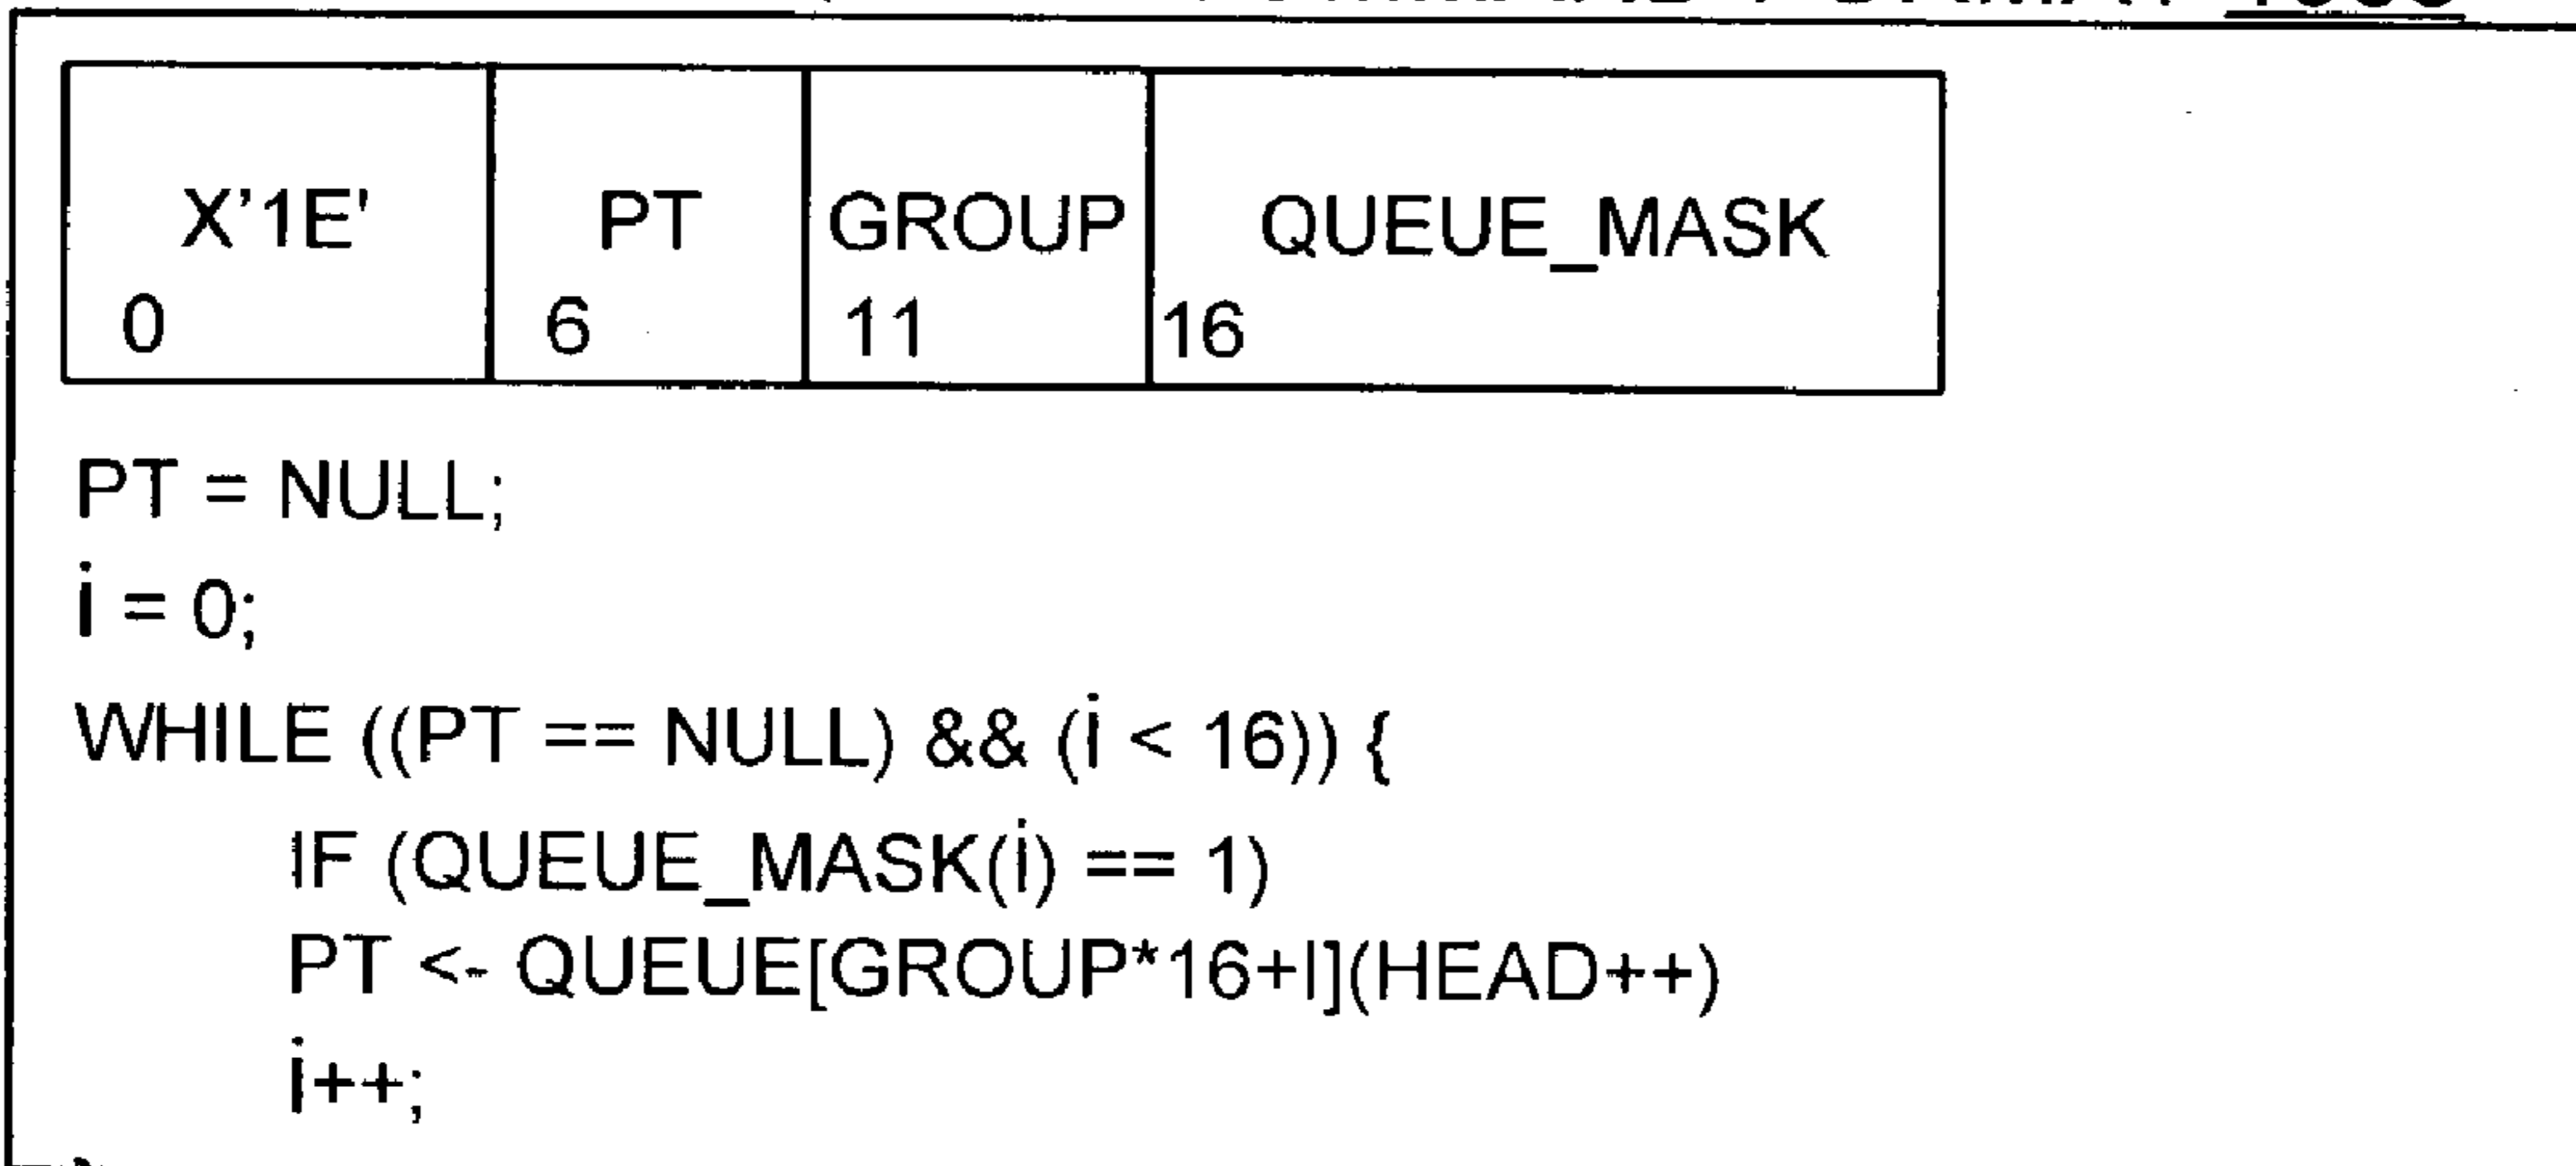 FORMAT
X'1E' PT GROUP QUEUE_MASK
0 6 11 16
PT = NULL;
i = 0;
WHILE ((PT == NULL) && (i < 16)) {
IF (QUEUE_MASK(i) == 1)
PT <- QUEUE[GROUP*16+I](HEAD++)
i++;